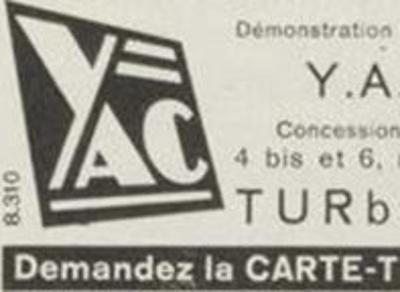 YAC
Démonstration
Y.A.
Concession
4 bis et 6,
TURb
8.310
Demandez la CARTE-T